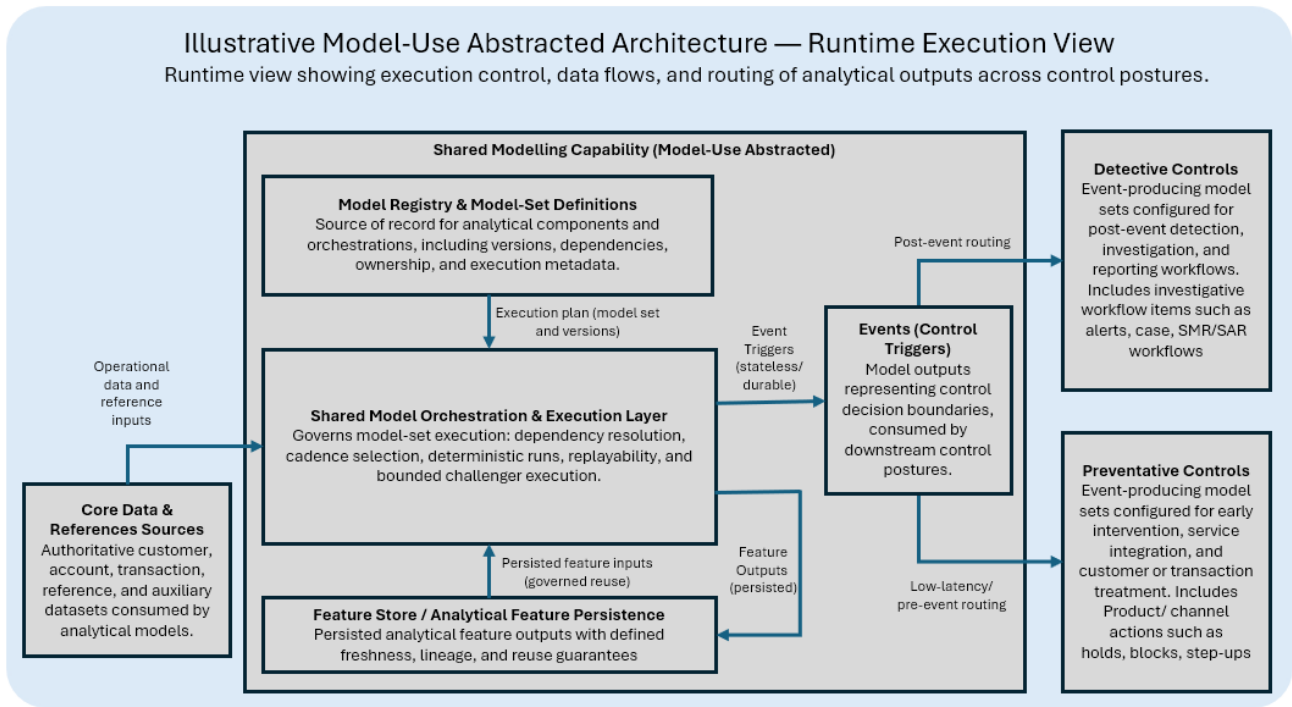 Illustrative Model-Use Abstracted Architecture — Runtime Execution View
Runtime view showing execution control, data flows, and routing of analytical outputs across control postures.
Shared Modelling Capability (Model-Use Abstracted)
Model Registry & Model-Set Definitions
Source of record for analytical components and
orchestrations, including versions, dependencies,
ownership, and execution metadata.
Execution plan (model set
and versions)
Operational
data and
reference
inputs
Core Data &
References Sources
Authoritative customer,
account, transaction,
reference, and auxiliary
datasets consumed by
analytical models.
Shared Model Orchestration & Execution Layer
Governs model-set execution: dependency resolution,
cadence selection, deterministic runs, replayability, and
bounded challenger execution.
Persisted feature inputs
(governed reuse)
Feature Store / Analytical Feature Persistence
Persisted analytical feature outputs with defined
freshness, lineage, and reuse guarantees
Event
Triggers
(stateless/
durable)
Feature
Outputs
(persisted)
Events (Control
Triggers)
Model outputs
representing control
decision boundaries,
consumed by
downstream control
postures.
Post-event routing
Low-latency/
pre-event routing
Detective Controls
Event-producing model
sets configured for
post-event detection,
investigation, and
reporting workflows.
Includes investigative
workflow items such as
alerts, case, SMR/SAR
workflows
Preventative Controls
Event-producing model
sets configured for early
intervention, service
integration, and
customer or transaction
treatment. Includes
Product/ channel
actions such as
holds, blocks, step-ups